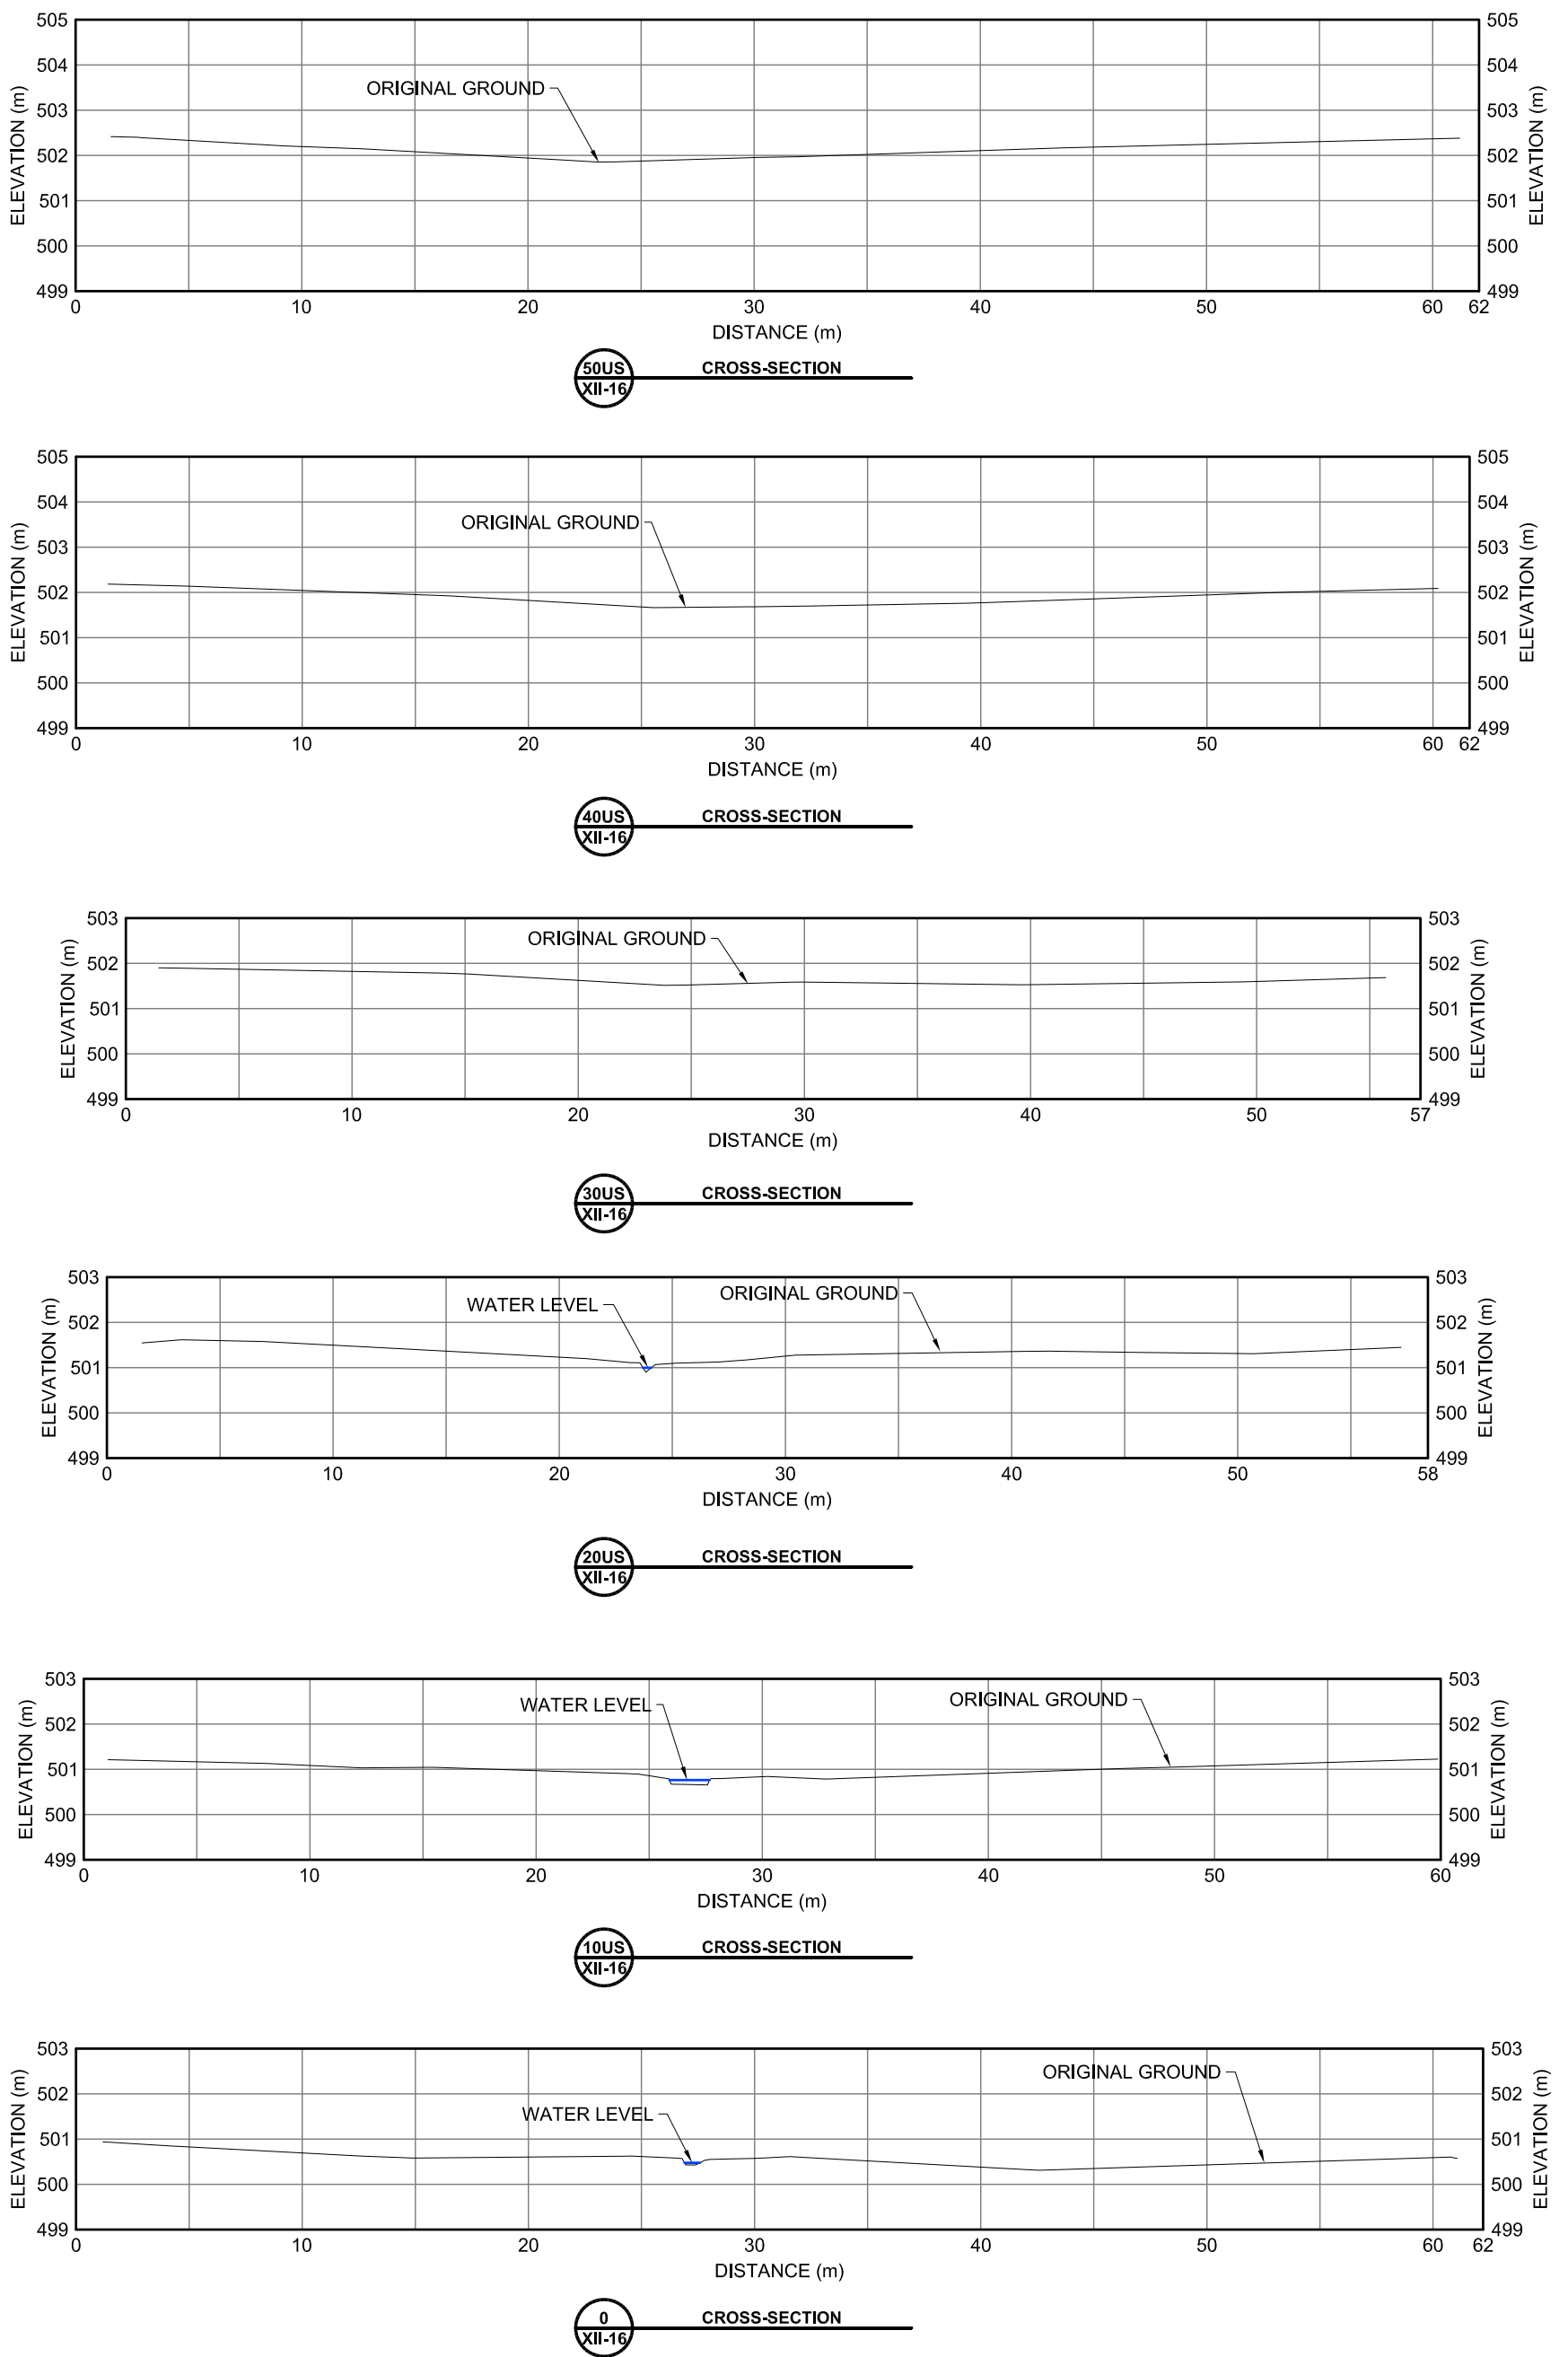 505 505
504 504
ORIGINAL GROUND
503 503
502 502
501 501
500 500
499 499
ELEVATION (m) ELEVATION (m)
0 10 20 30 40 50 60 62
DISTANCE (m)
50US CROSS-SECTION
XII-16
505 505
504 504
ORIGINAL GROUND
503 503
502 502
501 501
500 500
499 499
ELEVATION (m) ELEVATION (m)
0 10 20 30 40 50 60 62
DISTANCE (m)
40US CROSS-SECTION
XII-16
503 503
ORIGINAL GROUND
502 502
501 501
500 500
499 499
ELEVATION (m) ELEVATION (m)
0 10 20 30 40 50 57
DISTANCE (m)
30US CROSS-SECTION
XII-16
503 503
ORIGINAL GROUND
WATER LEVEL
502 502
501 501
500 500
499 499
ELEVATION (m) ELEVATION (m)
0 10 20 30 40 50 58
DISTANCE (m)
20US CROSS-SECTION
XII-16
503 503
WATER LEVEL ORIGINAL GROUND
502 502
501 501
500 500
499 499
ELEVATION (m) ELEVATION (m)
0 10 20 30 40 50 60
DISTANCE (m)
10US CROSS-SECTION
XII-16
503 503
ORIGINAL GROUND
502 502
WATER LEVEL
501 501
500 500
499 499
ELEVATION (m) ELEVATION (m)
0 10 20 30 40 50 60 62
DISTANCE (m)
0 CROSS-SECTION
XII-16